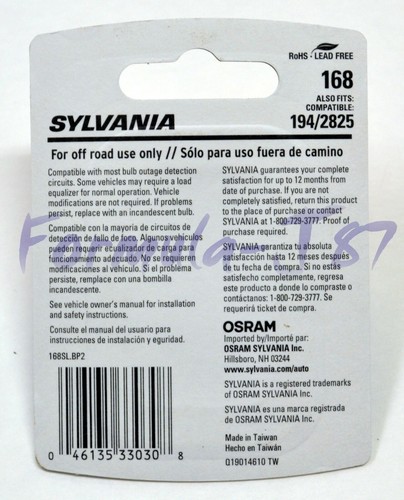 RoHS - LEAD FREE
168
ALSO FITS:
COMPATIBLE:
194/2825
SYLVANIA
For off road use only // Sólo para uso fuera de camino
Compatible with most bulb outage detection
circuits. Some vehicles may require a load
equalizer for normal operation. Vehicle
modifications are not required. If problems
persist, replace with an incandescent bulb.
Compatible con la mayoría de circuitos de
detección de fallo de foco. Algunos vehículos
pueden requerir ecualizador de carga para
funcionamiento adecuado. No se requieren
modificaciones al vehículo. Si el problema
persiste, remplace con una bombilla
incandescent.
See vehicle owner's manual for installation
and safety instructions.
Consulte el manual del usuario para
instrucciones de instalación y eguridad.
168SL.BP2
0 46135 33030 8
SYLVANIA guarantees your complete
satisfaction for up to 12 months from
date of purchase. If you are not
completely satisfied, return this product
to the place of purchase or contact
SYLVANIA at 1-800-729-3777. Proof of
purchase required.
SYLVANIA garantiza tu absoluta
satisfacción hasta 12 meses después
de tu fecha de compra. Si no estás
satisfecho completamente, regresa
este producto a donde lo compraste o
contáctanos: 1-800-729-3777. Se
requerirá ticket de compra.
OSRAM
Imported by/Importé par:
OSRAM SYLVANIA Inc.
Hillsboro, NH 03244
www.sylvania.com/auto
SYLVANIA is a registered trademarks
of OSRAM SYLVANIA Inc.
SYLVANIA es una marca registrada
de OSRAM SYLVANIA Inc.
Made in Taiwan
Hecho en Taiwán
Q19014610 TW